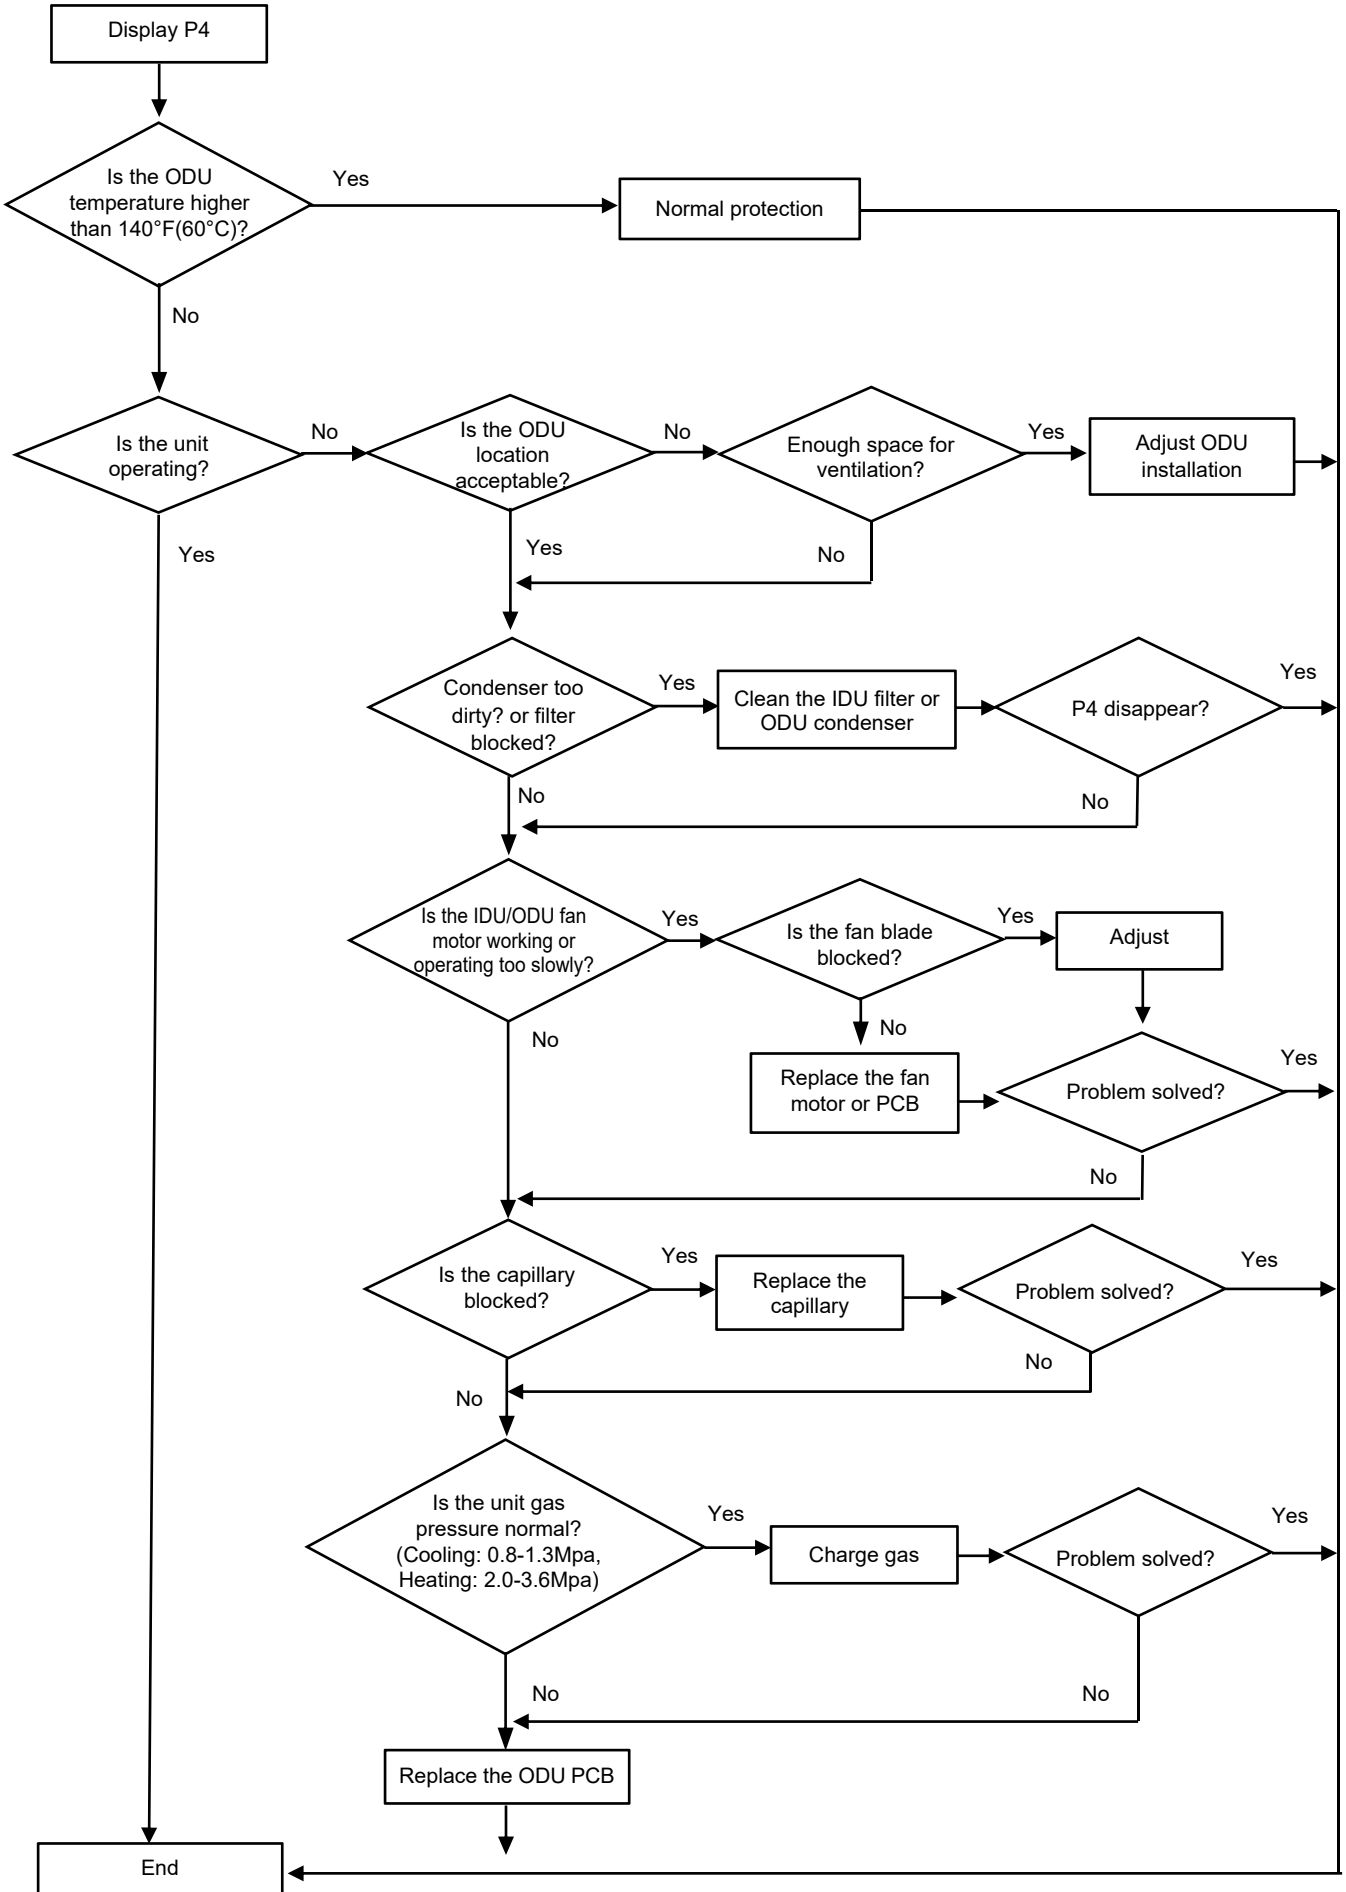 Display P4
Is the ODU
temperature higher
than 140°F(60°C)?
Yes
Normal protection
No
Is the unit
operating?
No
Is the ODU
location
acceptable?
No
Enough space for
ventilation?
Yes
Adjust ODU
installation
Yes
Yes
No
Condenser too
dirty? or filter
blocked?
Yes
Clean the IDU filter or
ODU condenser
P4 disappear?
Yes
No
No
Is the IDU/ODU fan
motor working or
operating too slowly?
Yes
Is the fan blade
blocked?
Yes
Adjust
No
No
Replace the fan
motor or PCB
Problem solved?
Yes
No
Is the capillary
blocked?
Yes
Replace the
capillary
Problem solved?
Yes
No
No
Is the unit gas
pressure normal?
(Cooling: 0.8-1.3Mpa,
Heating: 2.0-3.6Mpa)
Yes
Charge gas
Problem solved?
Yes
No
No
Replace the ODU PCB
End